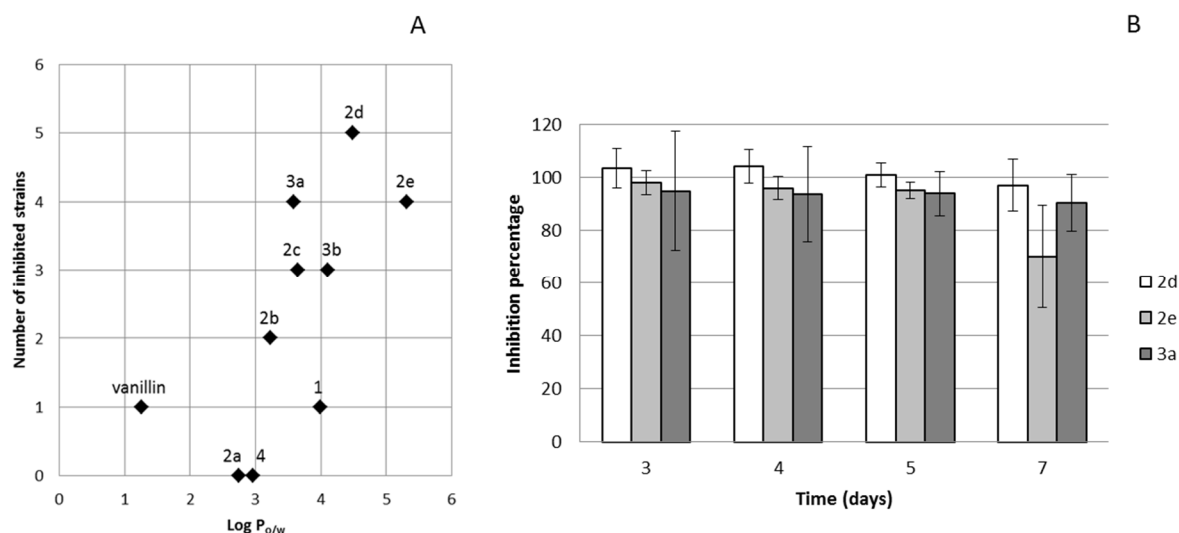 A
6
5
4
3
2
1
0
Number of inhibited strains
2d
3a
2e
2c
3b
2b
vanillin
1
2a
4
0
1
2
3
4
5
6
Log Po/w
B
120
100
80
60
40
20
0
Inhibition percentage
3
4
5
7
Time (days)
2d
2e
3a